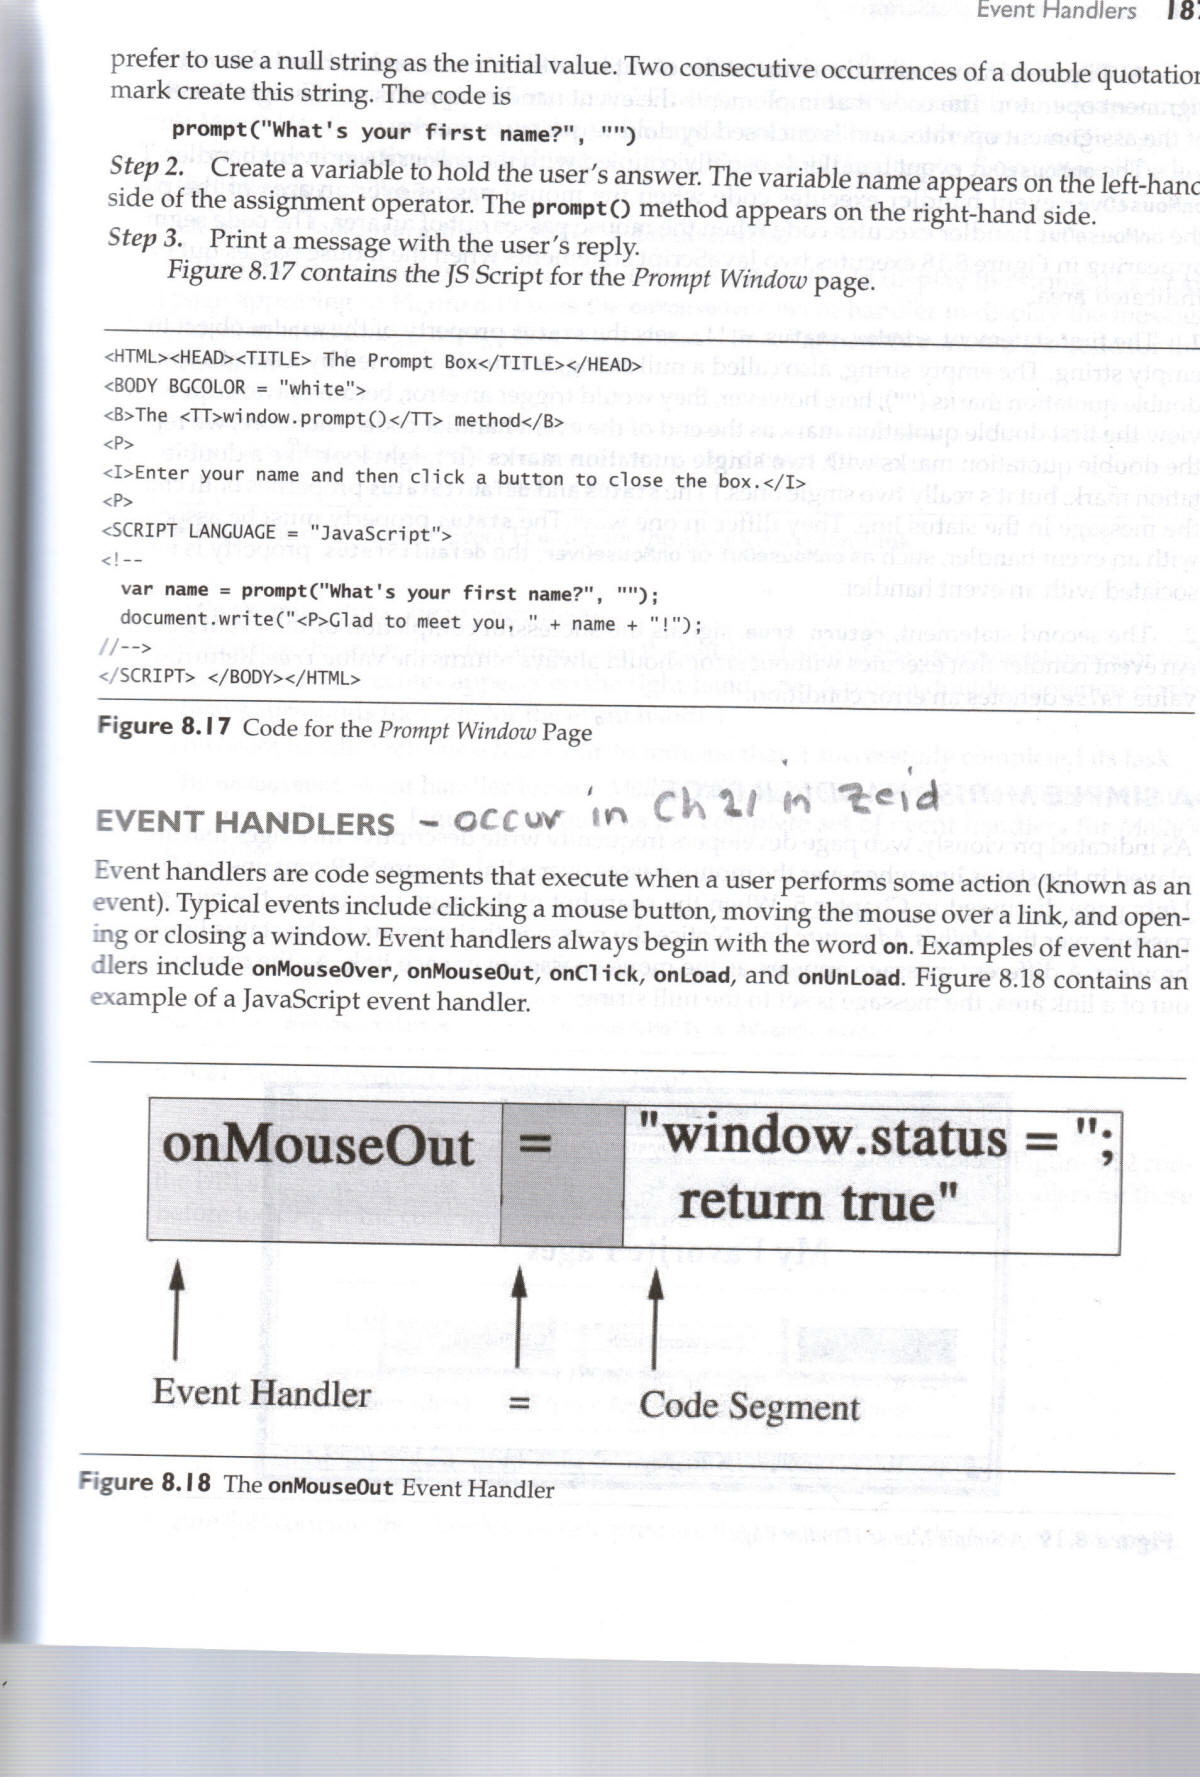 Event Handlers 187
prefer to use a null string as the initial value. Two consecutive occurrences of a double quotation
mark create this string. The code is
prompt("What's your first name?", "")
Step 2. Create a variable to hold the user's answer. The variable name appears on the left-hand
side of the assignment operator. The prompt() method appears on the right-hand side.
Step 3. Print a message with the user's reply.
Figure 8.17 contains the JS Script for the Prompt Window page.
<HTML><HEAD><TITLE> The Prompt Box</TITLE></HEAD>
<BODY BGCOLOR = "white">
<B>The <TT>window.prompt()</TT> method</B>
<P>
<I>Enter your name and then click a button to close the box.</I>
<P>
<SCRIPT LANGUAGE = "JavaScript">
<!--
var name = prompt("What's your first name?", "");
document.write("<P>Glad to meet you, " + name + "!");
//-->
</SCRIPT> </BODY></HTML>
Figure 8.17 Code for the Prompt Window Page
EVENT HANDLERS - occur in Ch 21 in Zeid
Event handlers are code segments that execute when a user performs some action (known as an
event). Typical events include clicking a mouse button, moving the mouse over a link, and open-
ing or closing a window. Event handlers always begin with the word on. Examples of event han-
dlers include onMouseOver, onMouseOut, onClick, onLoad, and onUnLoad. Figure 8.18 contains an
example of a JavaScript event handler.
onMouseOut = "window.status = '';
return true"
Event Handler = Code Segment
Figure 8.18 The onMouseOut Event Handler